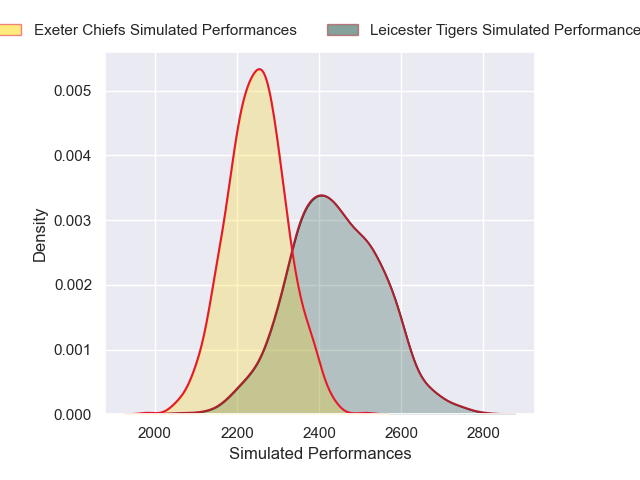 Exeter Chiefs Simulated Performances Leicester Tigers Simulated Performance
0.005
0.004
0.003
0.002
0.001
0.000
Density
2000 2200 2400 2600 2800
Simulated Performances